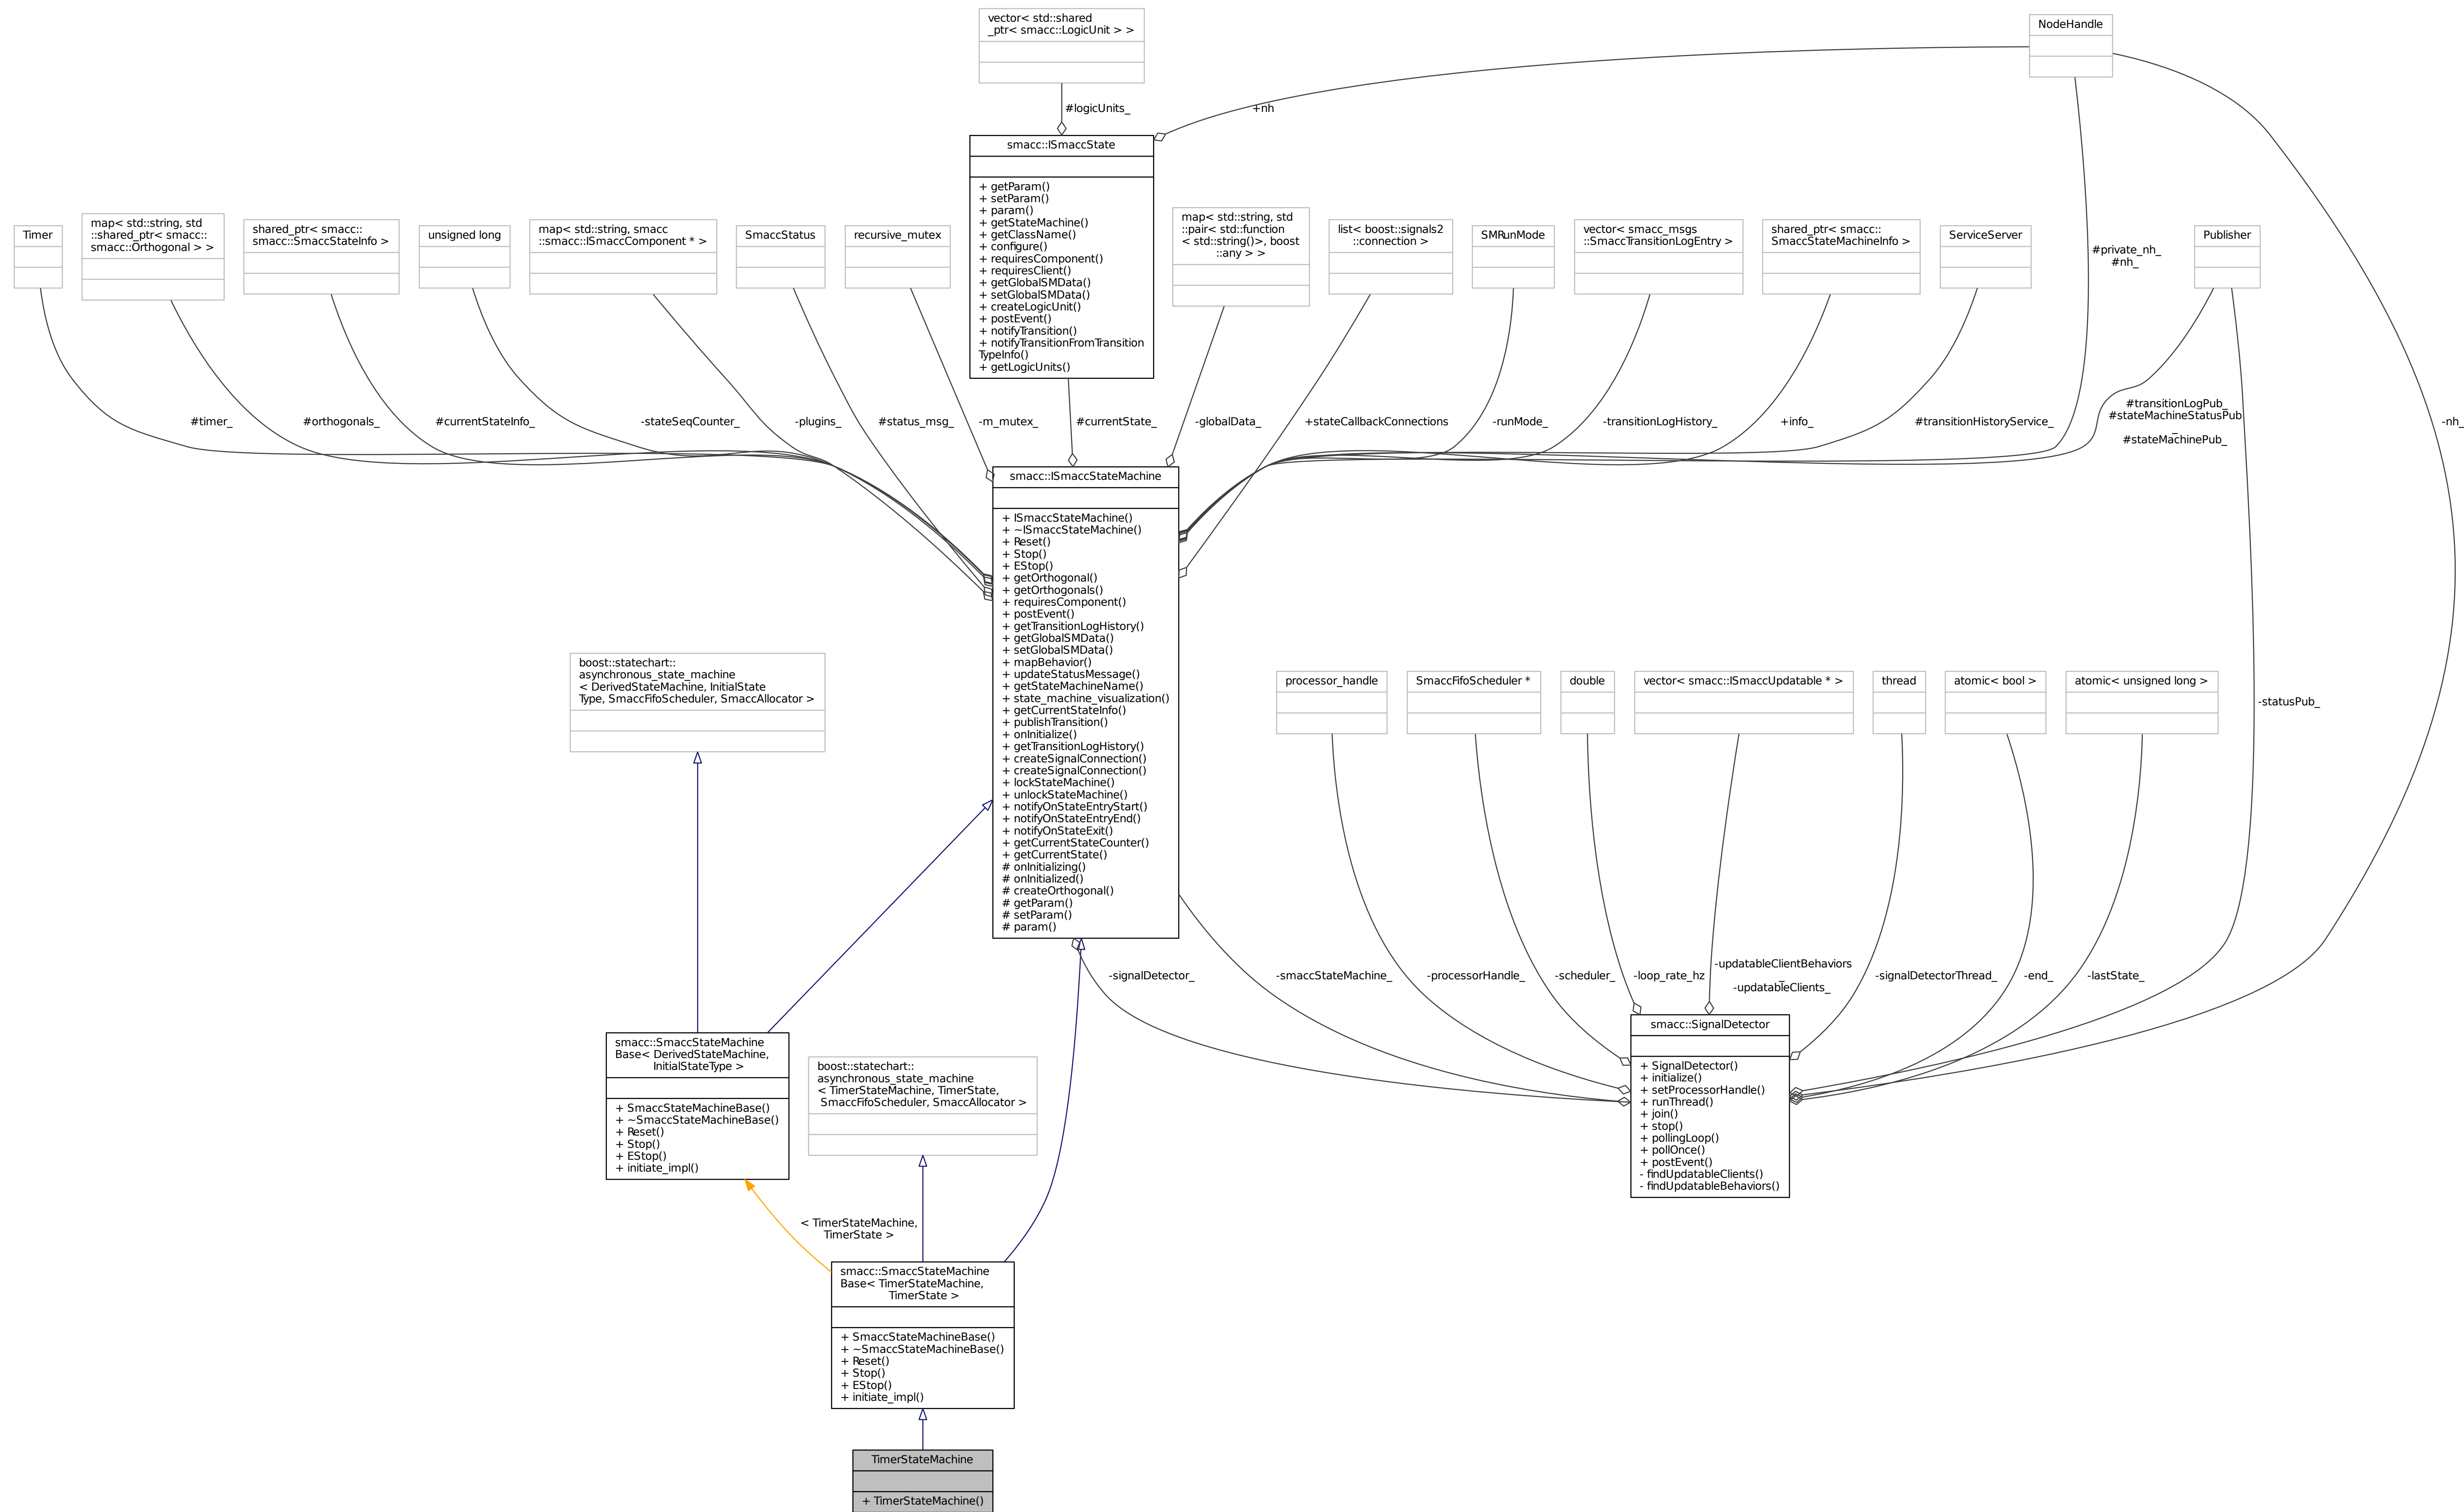 vector< std::shared
_ptr< smacc::LogicUnit > >
NodeHandle
#logicUnits_
+nh
smacc::ISmaccState
+ getParam()
+ setParam()
+ param()
+ getStateMachine()
+ getClassName()
+ configure()
+ requiresComponent()
+ requiresClient()
+ getGlobalSMData()
+ setGlobalSMData()
+ createLogicUnit()
+ postEvent()
+ notifyTransition()
+ notifyTransitionFromTransition
TypeInfo()
+ getLogicUnits()
Timer
map< std::string, std
::shared_ptr< smacc::
smacc::Orthogonal > >
shared_ptr< smacc::
smacc::SmaccStateInfo >
unsigned long
map< std::string, smacc
::smacc::ISmaccComponent * >
SmaccStatus
recursive_mutex
map< std::string, std
::pair< std::function
< std::string()>, boost
::any > >
list< boost::signals2
::connection >
SMRunMode
vector< smacc_msgs
::SmaccTransitionLogEntry >
shared_ptr< smacc::
SmaccStateMachineInfo >
ServiceServer
Publisher
#private_nh_
#nh_
#timer_
#orthogonals_
#currentStateInfo_
-stateSeqCounter_
-plugins_
#status_msg_
-m_mutex_
#currentState_
-globalData_
+stateCallbackConnections
-runMode_
-transitionLogHistory_
+info_
#transitionHistoryService_
#transitionLogPub_
#stateMachineStatusPub
_
#stateMachinePub_
-nh_
smacc::ISmaccStateMachine
+ ISmaccStateMachine()
+ ~ISmaccStateMachine()
+ Reset()
+ Stop()
+ EStop()
+ getOrthogonal()
+ getOrthogonals()
+ requiresComponent()
+ postEvent()
+ getTransitionLogHistory()
+ getGlobalSMData()
+ setGlobalSMData()
+ mapBehavior()
+ updateStatusMessage()
+ getStateMachineName()
+ state_machine_visualization()
+ getCurrentStateInfo()
+ publishTransition()
+ onInitialize()
+ getTransitionLogHistory()
+ createSignalConnection()
+ createSignalConnection()
+ lockStateMachine()
+ unlockStateMachine()
+ notifyOnStateEntryStart()
+ notifyOnStateEntryEnd()
+ notifyOnStateExit()
+ getCurrentStateCounter()
+ getCurrentState()
# onInitializing()
# onInitialized()
# createOrthogonal()
# getParam()
# setParam()
# param()
boost::statechart::
asynchronous_state_machine
< DerivedStateMachine, InitialState
Type, SmaccFifoScheduler, SmaccAllocator >
processor_handle
SmaccFifoScheduler *
double
vector< smacc::ISmaccUpdatable * >
thread
atomic< bool >
atomic< unsigned long >
-statusPub_
-signalDetector_
-smaccStateMachine_
-processorHandle_
-scheduler_
-loop_rate_hz
-updatableClientBehaviors
_
-updatableClients_
-signalDetectorThread_
-end_
-lastState_
smacc::SignalDetector
+ SignalDetector()
+ initialize()
+ setProcessorHandle()
+ runThread()
+ join()
+ stop()
+ pollingLoop()
+ pollOnce()
+ postEvent()
- findUpdatableClients()
- findUpdatableBehaviors()
smacc::SmaccStateMachine
Base< DerivedStateMachine,
InitialStateType >
+ SmaccStateMachineBase()
+ ~SmaccStateMachineBase()
+ Reset()
+ Stop()
+ EStop()
+ initiate_impl()
boost::statechart::
asynchronous_state_machine
< TimerStateMachine, TimerState,
SmaccFifoScheduler, SmaccAllocator >
< TimerStateMachine,
TimerState >
smacc::SmaccStateMachine
Base< TimerStateMachine,
TimerState >
+ SmaccStateMachineBase()
+ ~SmaccStateMachineBase()
+ Reset()
+ Stop()
+ EStop()
+ initiate_impl()
TimerStateMachine
+ TimerStateMachine()